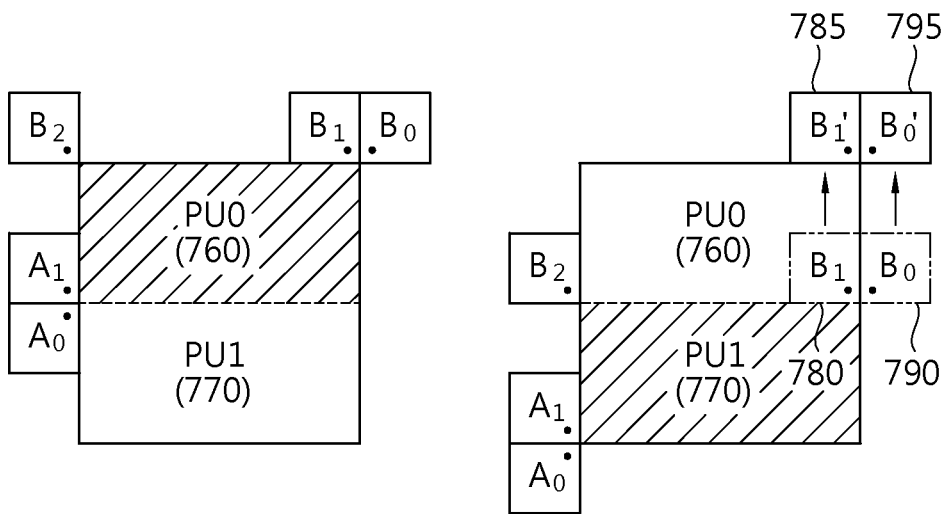 785 795
B₂ B₁ B₀ B₁' B₀'
PU0 PU0
(760) (760)
A₁ B₂ B₁ B₀
A₀
PU1 PU1 780 790
(770) (770)
A₁
A₀